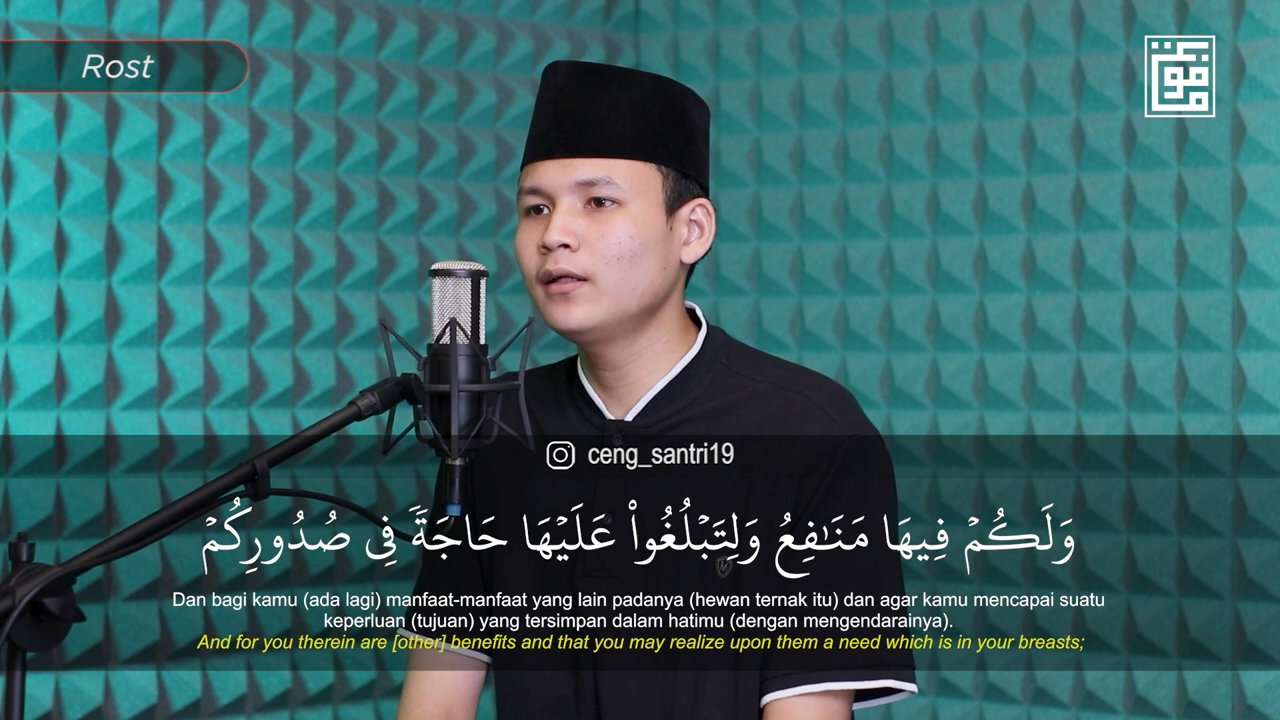 Rost
ceng_santri19
وَلَكُمْ فِيهَا مَنَٰفِعُ وَلِتَبْلُغُوا۟ عَلَيْهَا حَاجَةً فِى صُدُورِكُمْ
Dan bagi kamu (ada lagi) manfaat-manfaat yang lain padanya (hewan ternak itu) dan agar kamu mencapai suatu
keperluan (tujuan) yang tersimpan dalam hatimu (dengan mengendarainya).
And for you therein are [other] benefits and that you may realize upon them a need which is in your breasts;